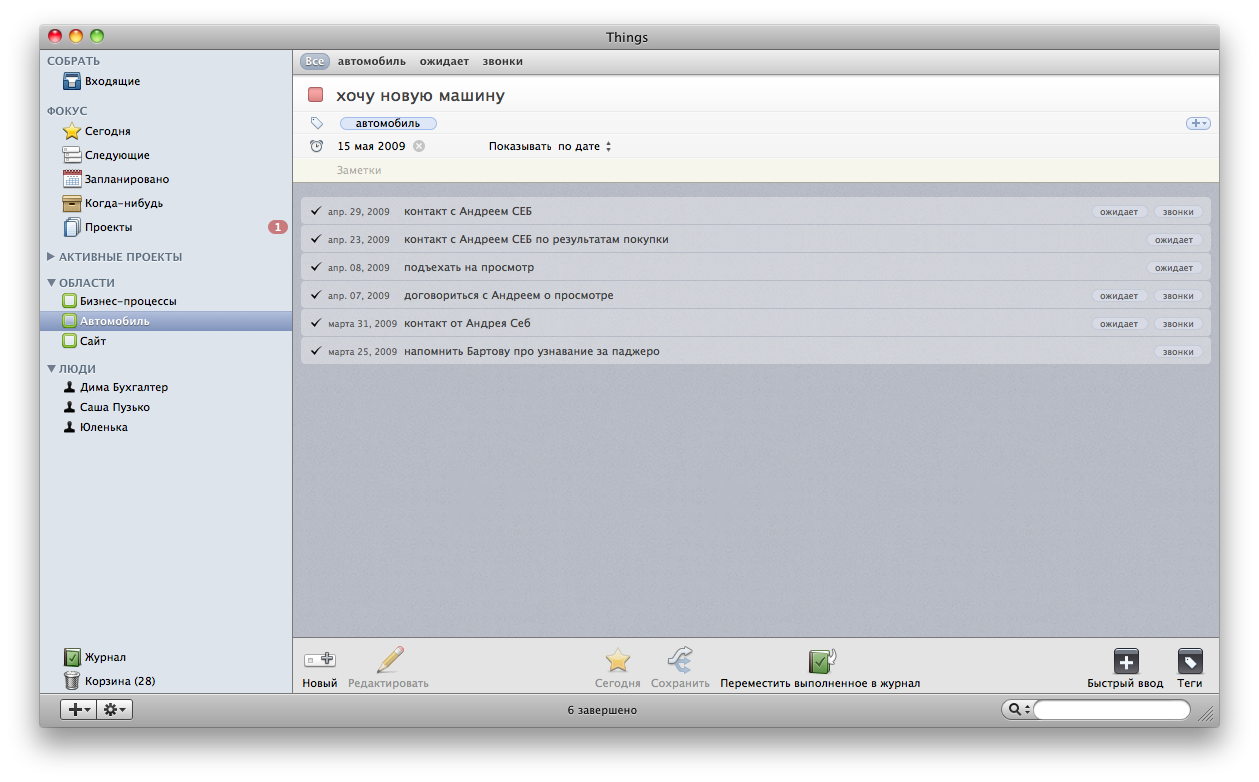 Things
СОБРАТЬ
Входящие
ФОКУС
Сегодня
Следующие
Запланировано
Когда-нибудь
Проекты 1
АКТИВНЫЕ ПРОЕКТЫ
ОБЛАСТИ
Бизнес-процессы
Автомобиль
Сайт
ЛЮДИ
Дима Бухгалтер
Саша Пузько
Юленька
Журнал
Корзина (28)
Все автомобиль ожидает звонки
хочу новую машину
автомобиль
15 мая 2009 Показывать по дате
Заметки
апр. 29, 2009 контакт с Андреем СЕБ ожидает звонки
апр. 23, 2009 контакт с Андреем СЕБ по результатам покупки ожидает
апр. 08, 2009 подъехать на просмотр ожидает
апр. 07, 2009 договориться с Андреем о просмотре ожидает звонки
марта 31, 2009 контакт от Андрея Себ ожидает звонки
марта 25, 2009 напомнить Бартову про узнавание за паджеро звонки
Новый Редактировать Сегодня Сохранить Переместить выполненное в журнал Быстрый ввод Теги
6 завершено